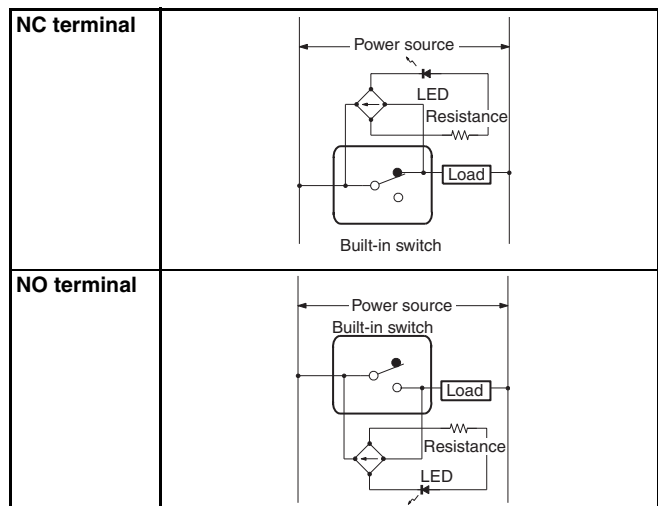 NC terminal
Power source
LED
Resistance
Load
Built-in switch
NO terminal
Power source
Built-in switch
Load
Resistance
LED